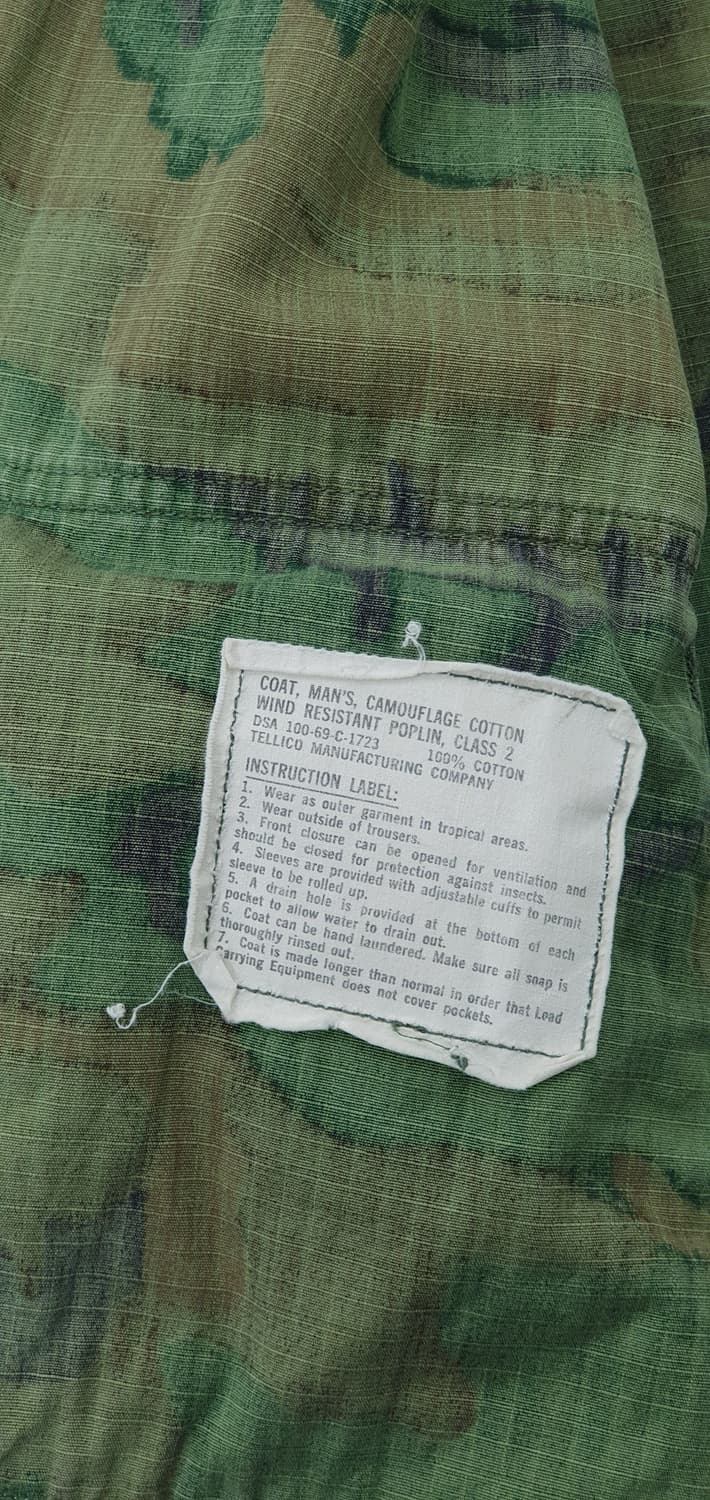 COAT, MAN'S, CAMOUFLAGE COTTON
WIND RESISTANT POPLIN, CLASS 2
DSA 100-69-C-1723 100% COTTON
TELLICO MANUFACTURING COMPANY
INSTRUCTION LABEL:
1. Wear as outer garment in tropical areas.
2. Wear outside of trousers.
3. Front closure can be opened for ventilation and
should be closed for protection against insects.
4. Sleeves are provided with adjustable cuffs to permit
sleeve to be rolled up.
5. A drain hole is provided at the bottom of each
pocket to allow water to drain out.
6. Coat can be hand laundered. Make sure all soap is
thoroughly rinsed out.
7. Coat is made longer than normal in order that Load
Carrying Equipment does not cover pockets.